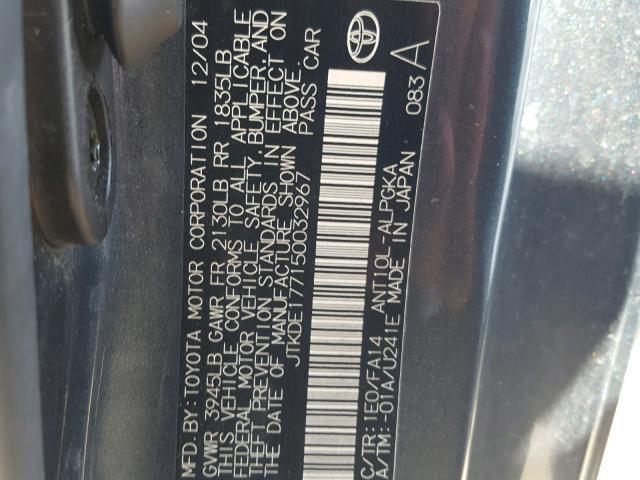 MFD. BY: TOYOTA MOTOR CORPORATION 12/04
GVWR 3945LB GAWR FR 2130LB RR 1835LB
THIS VEHICLE CONFORMS TO ALL APPLICABLE
FEDERAL MOTOR VEHICLE SAFETY, BUMPER, AND
THEFT PREVENTION STANDARDS IN EFFECT ON
THE DATE OF MANUFACTURE SHOWN ABOVE.
JTKDE177150032967 PASS CAR
C/TR: 1E0/FA14 ANT10L-ALPGKA 083 A
A/TM: -01A/U241E MADE IN JAPAN